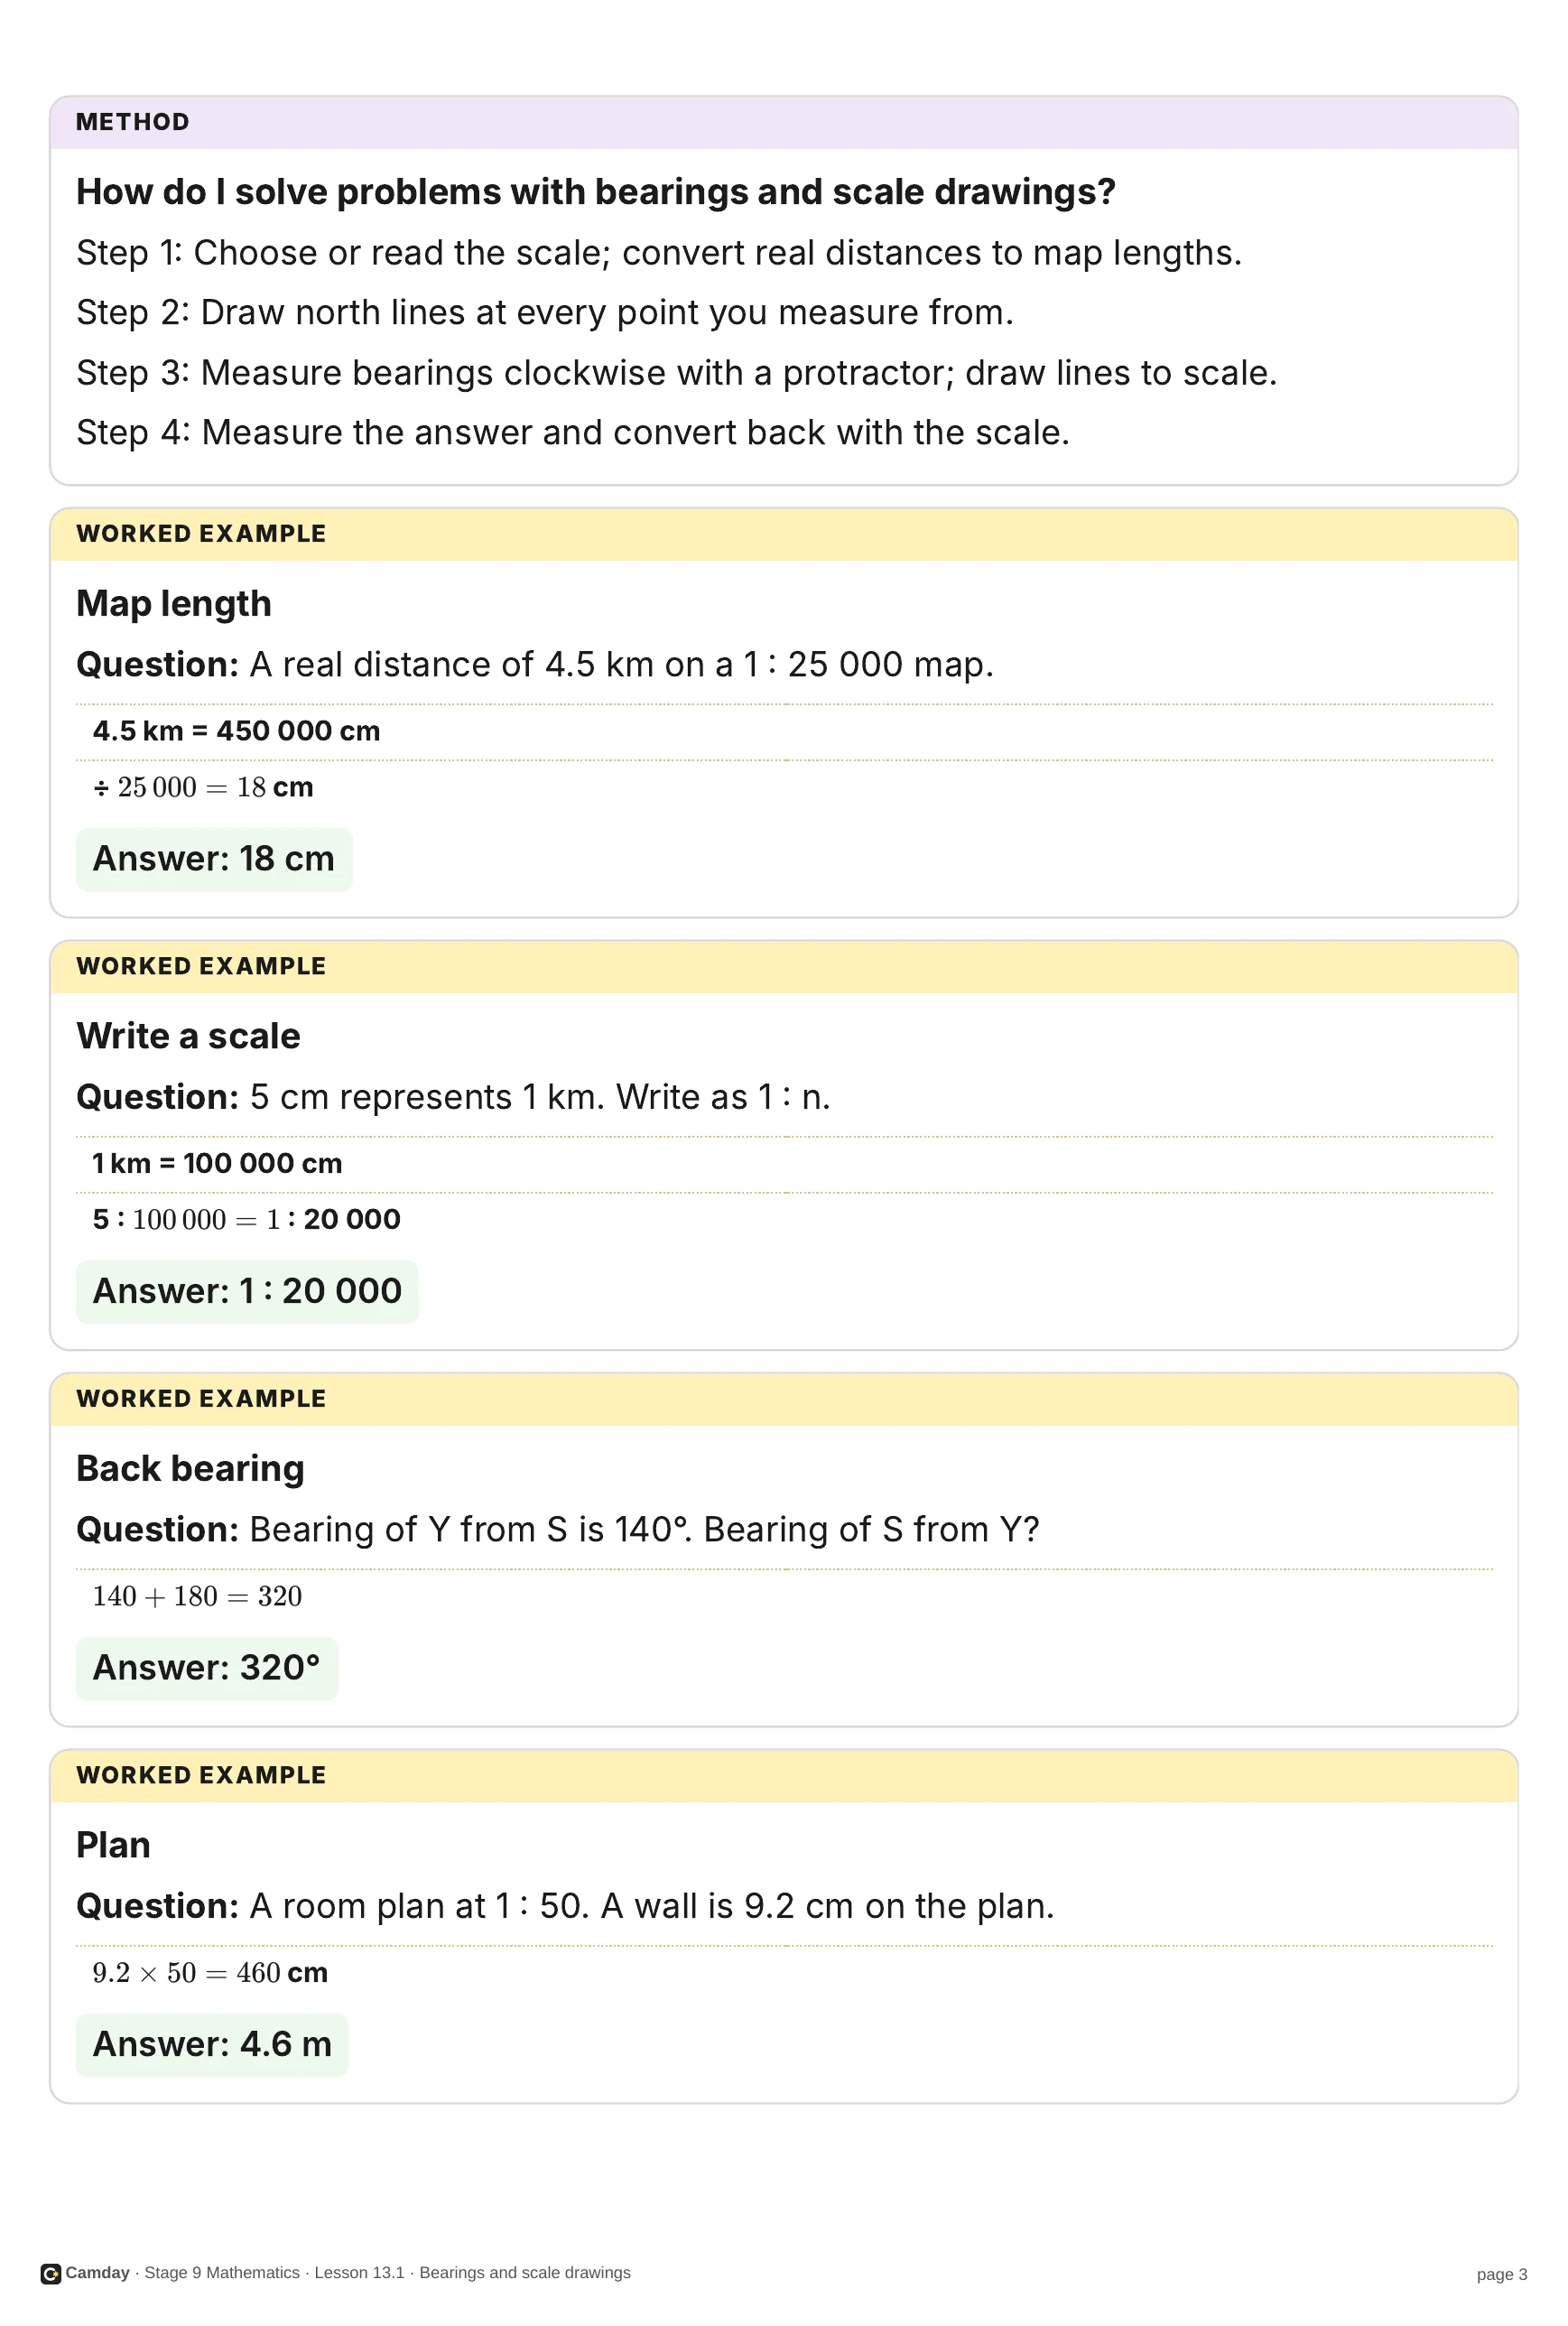 METHOD
How do I solve problems with bearings and scale drawings?
Step 1: Choose or read the scale; convert real distances to map lengths.
Step 2: Draw north lines at every point you measure from.
Step 3: Measure bearings clockwise with a protractor; draw lines to scale.
Step 4: Measure the answer and convert back with the scale.
WORKED EXAMPLE
Map length
Question: A real distance of 4.5 km on a 1 : 25 000 map.
4.5 km = 450 000 cm
÷ 25 000 = 18 cm
Answer: 18 cm
WORKED EXAMPLE
Write a scale
Question: 5 cm represents 1 km. Write as 1 : n.
1 km = 100 000 cm
5 : 100 000 = 1 : 20 000
Answer: 1 : 20 000
WORKED EXAMPLE
Back bearing
Question: Bearing of Y from S is 140°. Bearing of S from Y?
140 + 180 = 320
Answer: 320°
WORKED EXAMPLE
Plan
Question: A room plan at 1 : 50. A wall is 9.2 cm on the plan.
9.2 × 50 = 460 cm
Answer: 4.6 m
Camday · Stage 9 Mathematics · Lesson 13.1 · Bearings and scale drawings
page 3